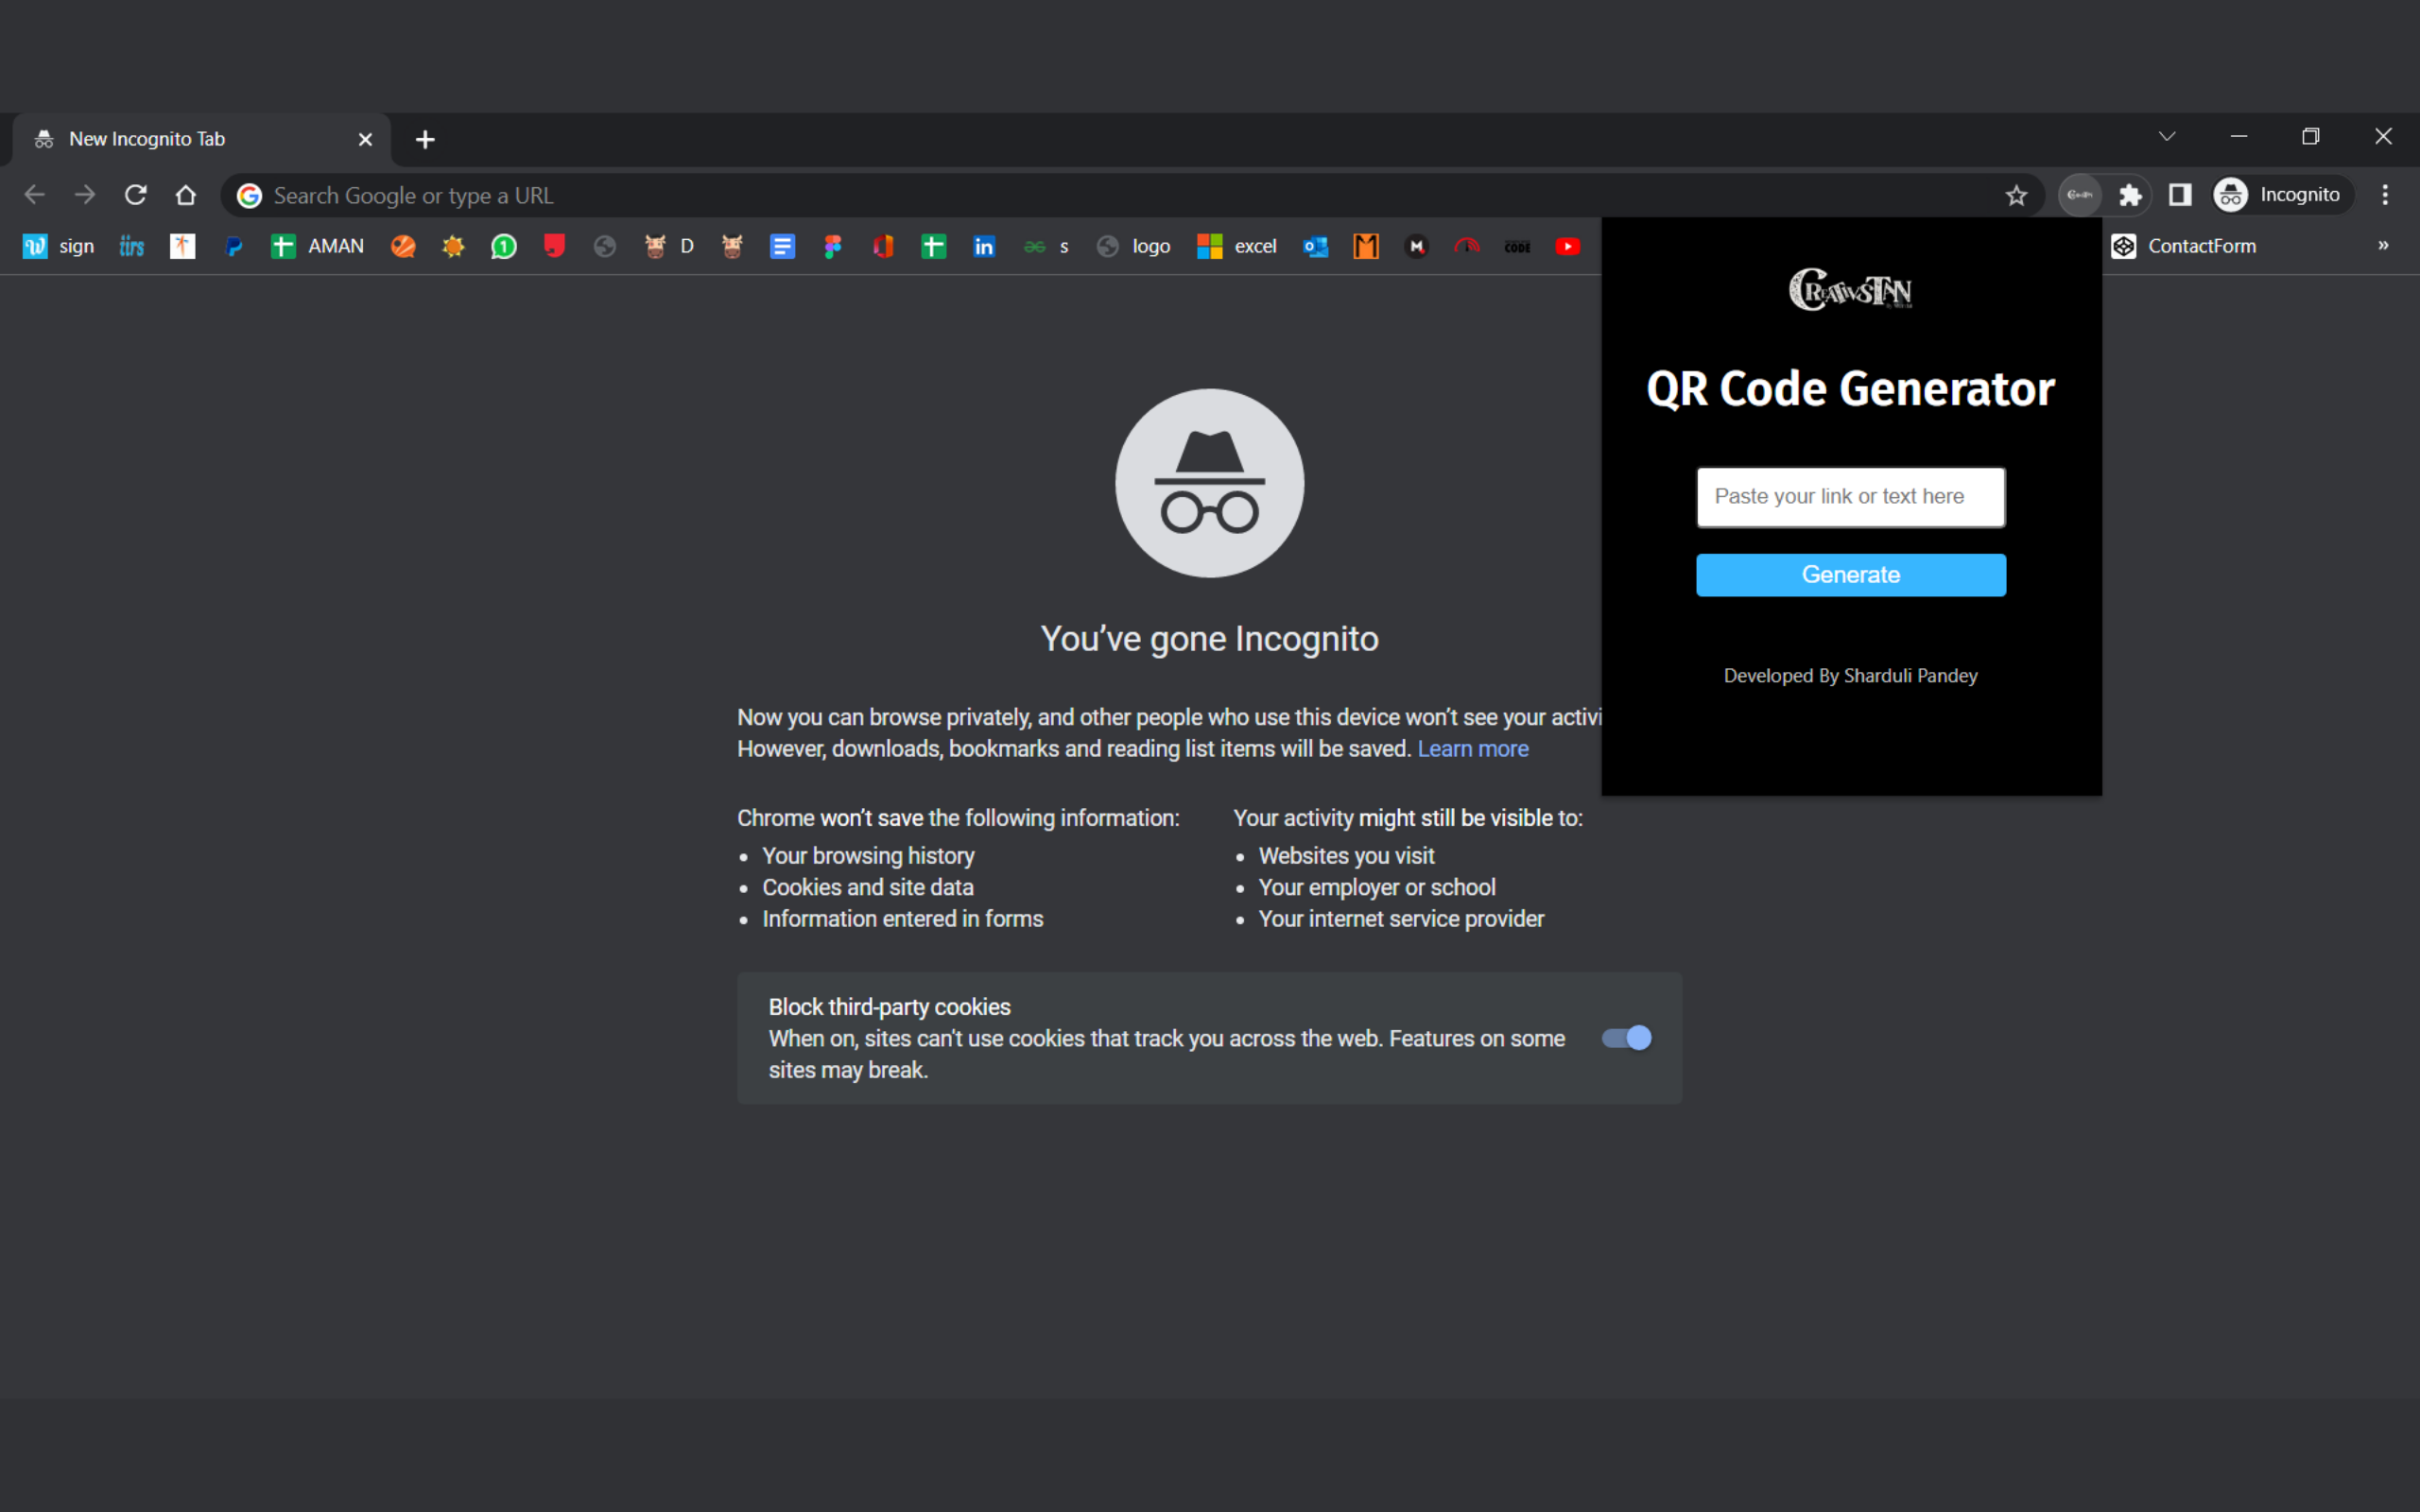 New Incognito Tab
Search Google or type a URL
Incognito
sign
iirs
AMAN
D
in
s
logo
excel
CODE
ContactForm
CREATIVSTAN
QR Code Generator
Paste your link or text here
Generate
Developed By Sharduli Pandey
You've gone Incognito
Now you can browse privately, and other people who use this device won't see your activi
However, downloads, bookmarks and reading list items will be saved. Learn more
Chrome won't save the following information:
Your browsing history
Cookies and site data
Information entered in forms
Your activity might still be visible to:
Websites you visit
Your employer or school
Your internet service provider
Block third-party cookies
When on, sites can't use cookies that track you across the web. Features on some
sites may break.